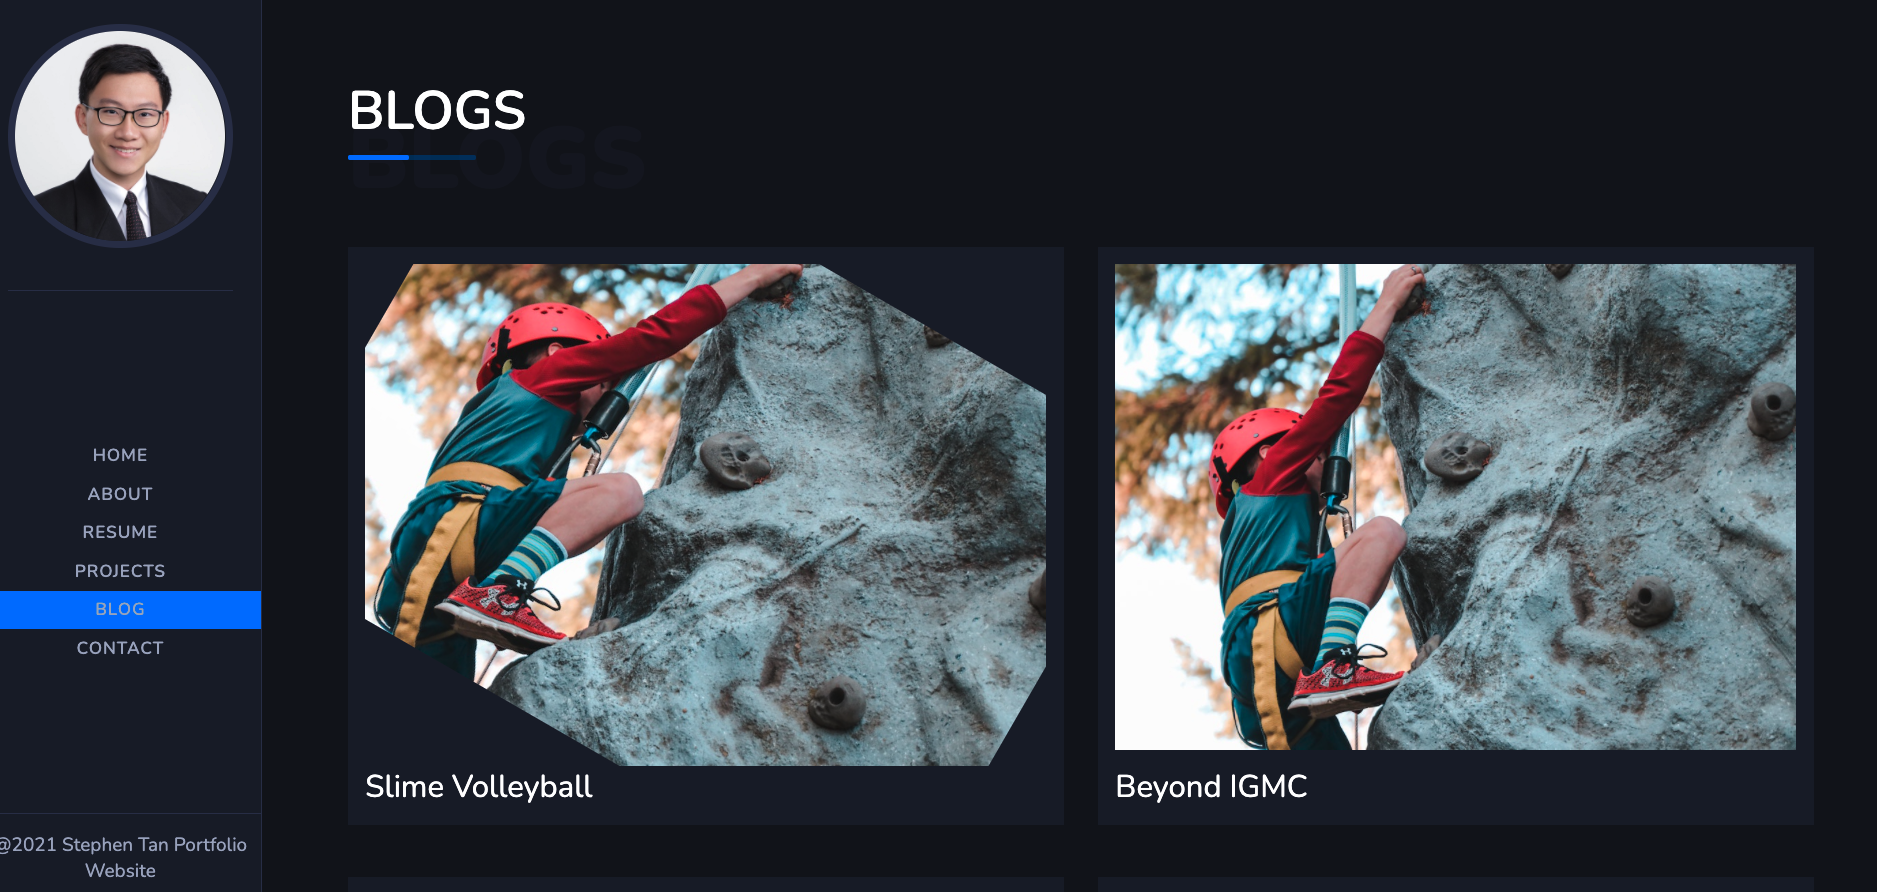 BLOGS
BLOGS
HOME
ABOUT
RESUME
PROJECTS
BLOG
CONTACT
@2021 Stephen Tan Portfolio
Website
Slime Volleyball
Beyond IGMC